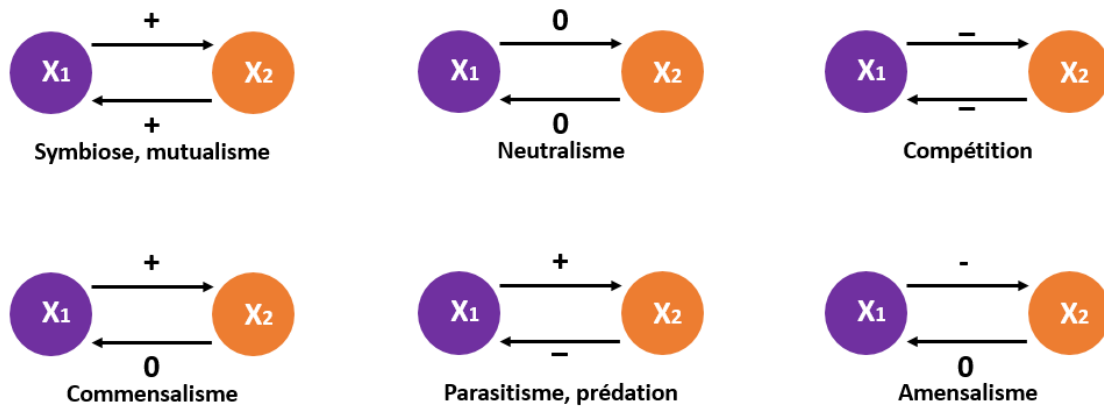 +
X1 X2
+
Symbiose, mutualisme
0
X1 X2
0
Neutralisme
–
X1 X2
–
Compétition
+
X1 X2
0
Commensalisme
+
X1 X2
–
Parasitisme, prédation
-
X1 X2
0
Amensalisme